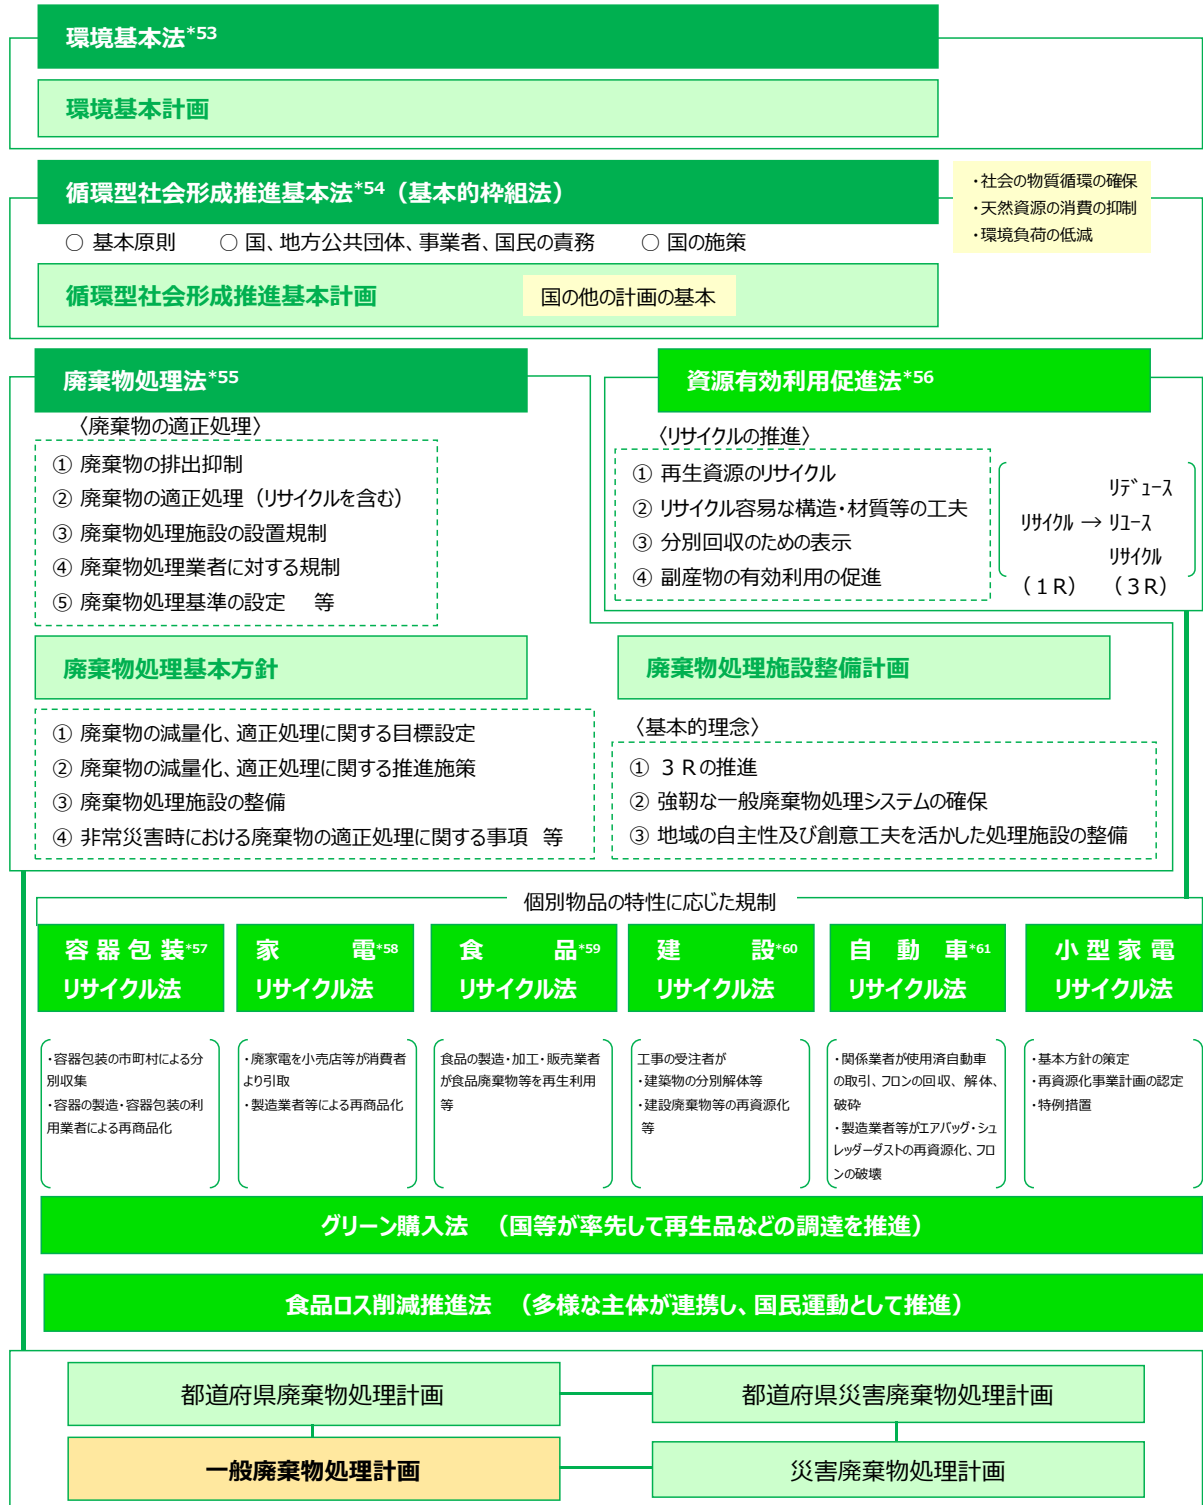 環境基本法*53
環境基本計画
循環型社会形成推進基本法*54（基本的枠組法）
・社会の物質循環の確保
・天然資源の消費の抑制
・環境負荷の低減
○ 基本原則　○ 国、地方公共団体、事業者、国民の責務　○ 国の施策
循環型社会形成推進基本計画
国の他の計画の基本
廃棄物処理法*55
〈廃棄物の適正処理〉
① 廃棄物の排出抑制
② 廃棄物の適正処理（リサイクルを含む）
③ 廃棄物処理施設の設置規制
④ 廃棄物処理業者に対する規制
⑤ 廃棄物処理基準の設定　等
資源有効利用促進法*56
〈リサイクルの推進〉
① 再生資源のリサイクル
② リサイクル容易な構造・材質等の工夫
③ 分別回収のための表示
④ 副産物の有効利用の促進
ﾘﾃﾞｭｰｽ
ﾘｻｲｸﾙ → ﾘﾕｰｽ
ﾘｻｲｸﾙ
（１R）　（３R）
廃棄物処理基本方針
① 廃棄物の減量化、適正処理に関する目標設定
② 廃棄物の減量化、適正処理に関する推進施策
③ 廃棄物処理施設の整備
④ 非常災害時における廃棄物の適正処理に関する事項　等
廃棄物処理施設整備計画
〈基本的理念〉
① ３Ｒの推進
② 強靭な一般廃棄物処理システムの確保
③ 地域の自主性及び創意工夫を活かした処理施設の整備
個別物品の特性に応じた規制
容器包装*57
リサイクル法
・容器包装の市町村による分
別収集
・容器の製造・容器包装の利
用業者による再商品化
家電*58
リサイクル法
・廃家電を小売店等が消費者
より引取
・製造業者等による再商品化
食品*59
リサイクル法
食品の製造・加工・販売業者
が食品廃棄物等を再生利用
等
建設*60
リサイクル法
工事の受注者が
・建築物の分別解体等
・建設廃棄物等の再資源化
等
自動車*61
リサイクル法
・関係業者が使用済自動車
の取引、フロンの回収、解体、
破砕
・製造業者等がエアバッグ・シュ
レッダーダストの再資源化、フロ
ンの破壊
小型家電
リサイクル法
・基本方針の策定
・再資源化事業計画の認定
・特例措置
グリーン購入法　（国等が率先して再生品などの調達を推進）
食品ロス削減推進法　（多様な主体が連携し、国民運動として推進）
都道府県廃棄物処理計画
都道府県災害廃棄物処理計画
一般廃棄物処理計画
災害廃棄物処理計画